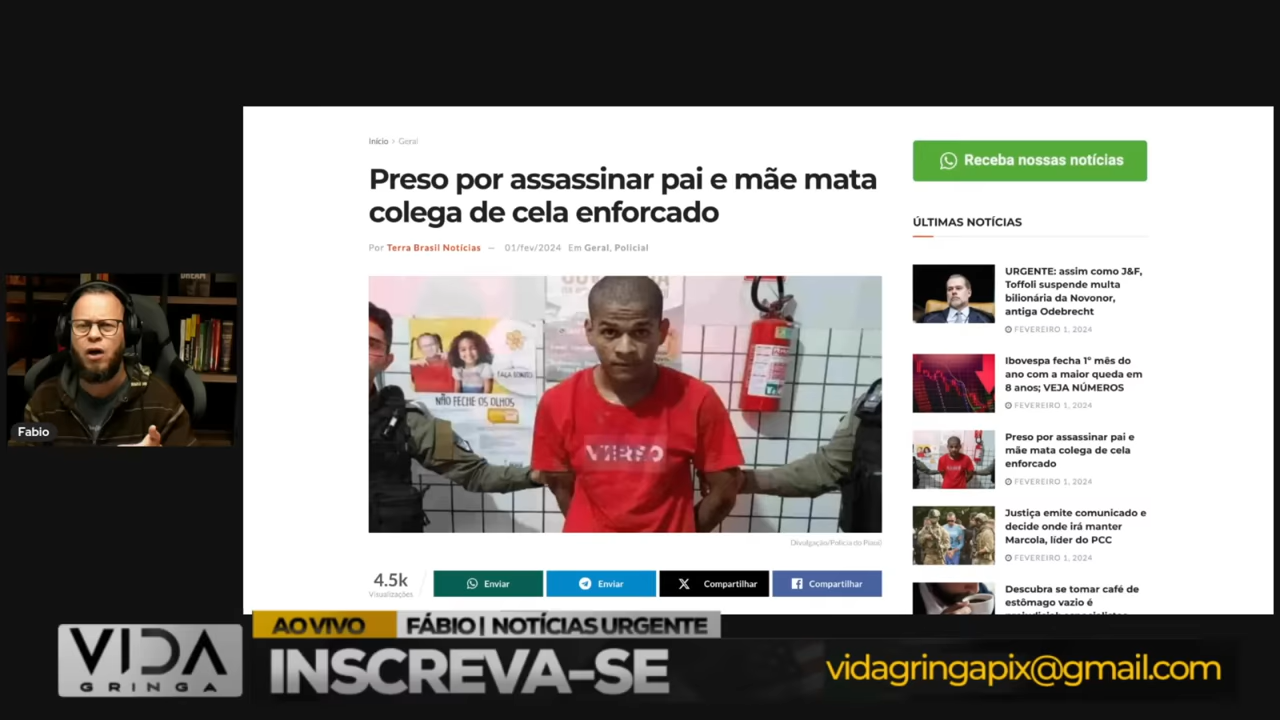 Início > Geral
Preso por assassinar pai e mãe mata
colega de cela enforcado
Por Terra Brasil Notícias — 01/fev/2024 Em Geral, Policial
NÃO FECHE OS OLHOS
Divulgação/Polícia do Piauí
4.5k
Visualizações
Enviar
Enviar
Compartilhar
Compartilhar
Receba nossas notícias
ÚLTIMAS NOTÍCIAS
URGENTE: assim como J&F,
Toffoli suspende multa
bilionária da Novonor,
antiga Odebrecht
FEVEREIRO 1, 2024
Ibovespa fecha 1º mês do
ano com a maior queda em
8 anos; VEJA NÚMEROS
FEVEREIRO 1, 2024
Preso por assassinar pai e
mãe mata colega de cela
enforcado
FEVEREIRO 1, 2024
Justiça emite comunicado e
decide onde irá manter
Marcola, líder do PCC
FEVEREIRO 1, 2024
Descubra se tomar café de
estômago vazio é
Fabio
VIDA
GRINGA
AO VIVO
FÁBIO | NOTÍCIAS URGENTE
INSCREVA-SE
vidagringapix@gmail.com